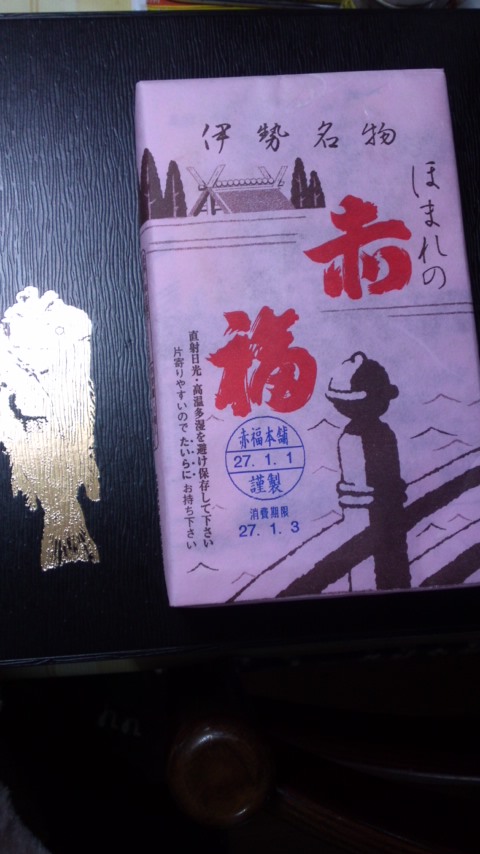 伊勢名物
ほまれの
赤福
直射日光・高温多湿を避け保存して下さい
片寄りやすいので たいらに お持ち下さい
赤福本舗
27. 1. 1
謹製
消費期限
27. 1. 3